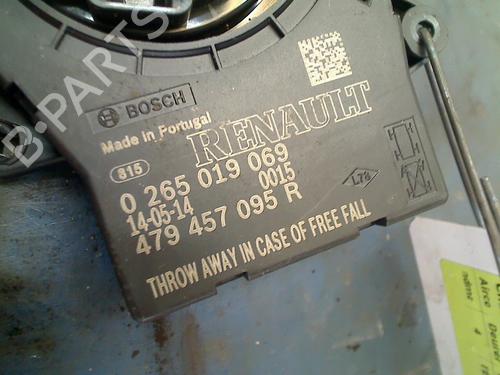 B-PARTS
BOSCH
Made in Portugal
RENAULT
815
0 265 019 069
14-05-14 0015
479 457 095 R
L7a
THROW AWAY IN CASE OF FREE FALL